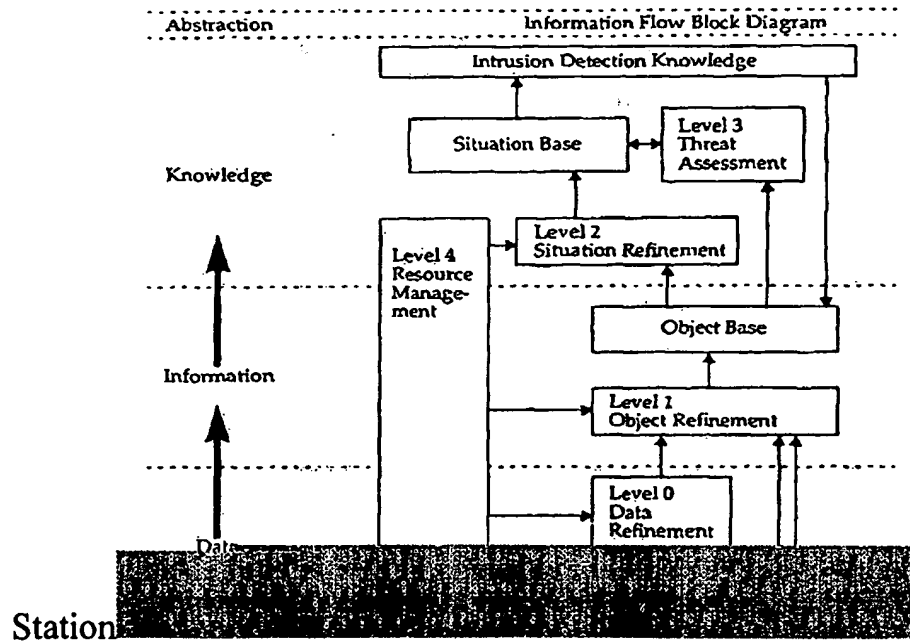 Abstraction
Information Flow Block Diagram
Intrusion Detection Knowledge
Situation Base
Level 3
Threat
Assessment
Knowledge
Level 2
Situation Refinement
Level 4
Resource
Manage-
ment
Object Base
Information
Level 1
Object Refinement
Level 0
Data
Refinement
Data
Station